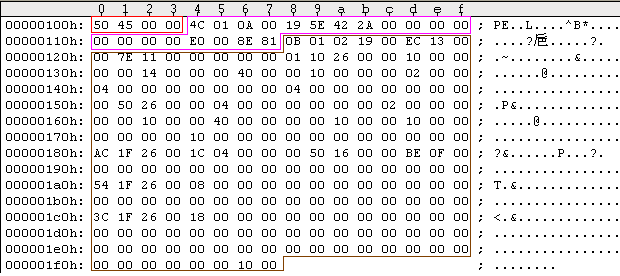 0 1 2 3 4 5 6 7 8 9 a b c d e f
00000100h: 50 45 00 00 4C 01 0A 00 19 5E 42 2A 00 00 00 00 ; PE..L....^B*....
00000110h: 00 00 00 00 E0 00 8E 81 0B 01 02 19 00 EC 13 00 ; ....?巵.....?.
00000120h: 00 7E 11 00 00 00 00 00 01 10 26 00 00 10 00 00 ; .~........&.....
00000130h: 00 00 14 00 00 00 40 00 00 10 00 00 00 02 00 00 ; ......@.........
00000140h: 04 00 00 00 00 00 00 00 04 00 00 00 00 00 00 00 ; ................
00000150h: 00 50 26 00 00 04 00 00 00 00 00 00 02 00 00 00 ; .P&.............
00000160h: 00 00 10 00 00 40 00 00 00 00 10 00 00 10 00 00 ; .....@..........
00000170h: 00 00 00 00 10 00 00 00 00 00 00 00 00 00 00 00 ; ................
00000180h: AC 1F 26 00 1C 04 00 00 00 50 16 00 00 BE 0F 00 ; ?&......P...?.
00000190h: 00 00 00 00 00 00 00 00 00 00 00 00 00 00 00 00 ; ................
000001a0h: 54 1F 26 00 08 00 00 00 00 00 00 00 00 00 00 00 ; T.&.............
000001b0h: 00 00 00 00 00 00 00 00 00 00 00 00 00 00 00 00 ; ................
000001c0h: 3C 1F 26 00 18 00 00 00 00 00 00 00 00 00 00 00 ; <.&.............
000001d0h: 00 00 00 00 00 00 00 00 00 00 00 00 00 00 00 00 ; ................
000001e0h: 00 00 00 00 00 00 00 00 00 00 00 00 00 00 00 00 ; ................
000001f0h: 00 00 00 00 00 00 10 00 ; ........